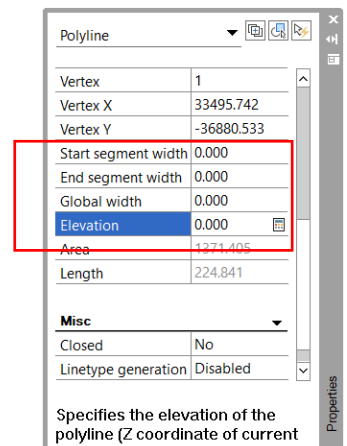 Polyline
Vertex 1
Vertex X 33495.742
Vertex Y -36880.533
Start segment width 0.000
End segment width 0.000
Global width 0.000
Elevation 0.000
Area 1371.405
Length 224.841
Misc
Closed No
Linetype generation Disabled
Specifies the elevation of the
polyline (Z coordinate of current
Properties